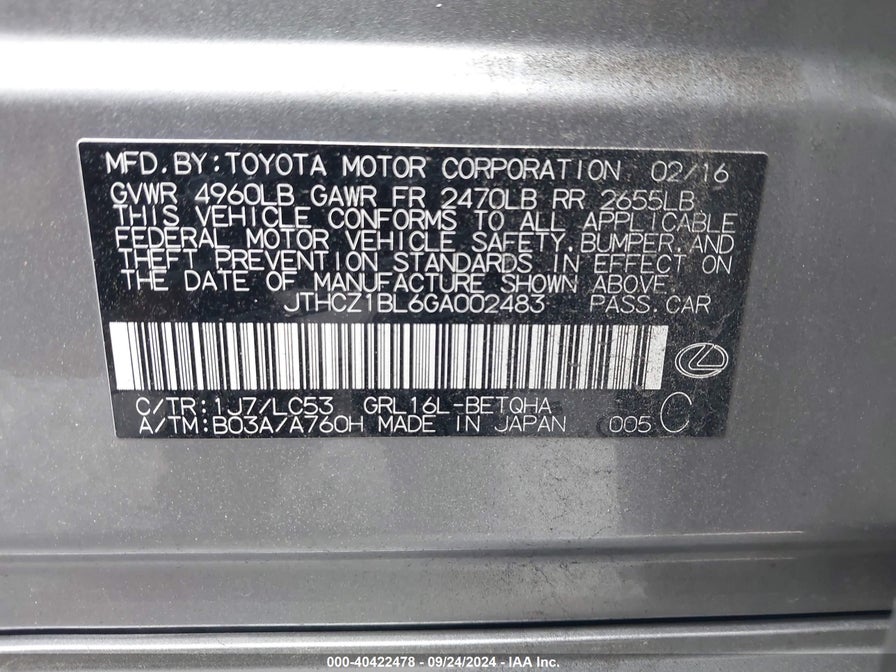 MFD.BY:TOYOTA MOTOR CORPORATION 02/16
GVWR 4960LB GAWR FR 2470LB RR 2655LB
THIS VEHICLE CONFORMS TO ALL APPLICABLE
FEDERAL MOTOR VEHICLE SAFETY,BUMPER,AND
THEFT PREVENTION STANDARDS IN EFFECT ON
THE DATE OF MANUFACTURE SHOWN ABOVE.
JTHCZ1BL6GA002483 PASS.CAR
C/TR:1J7/LC53 GRL16L-BETQHA
A/TM:B03A/A760H MADE IN JAPAN 005 C
000-40422478 - 09/24/2024 - IAA Inc.